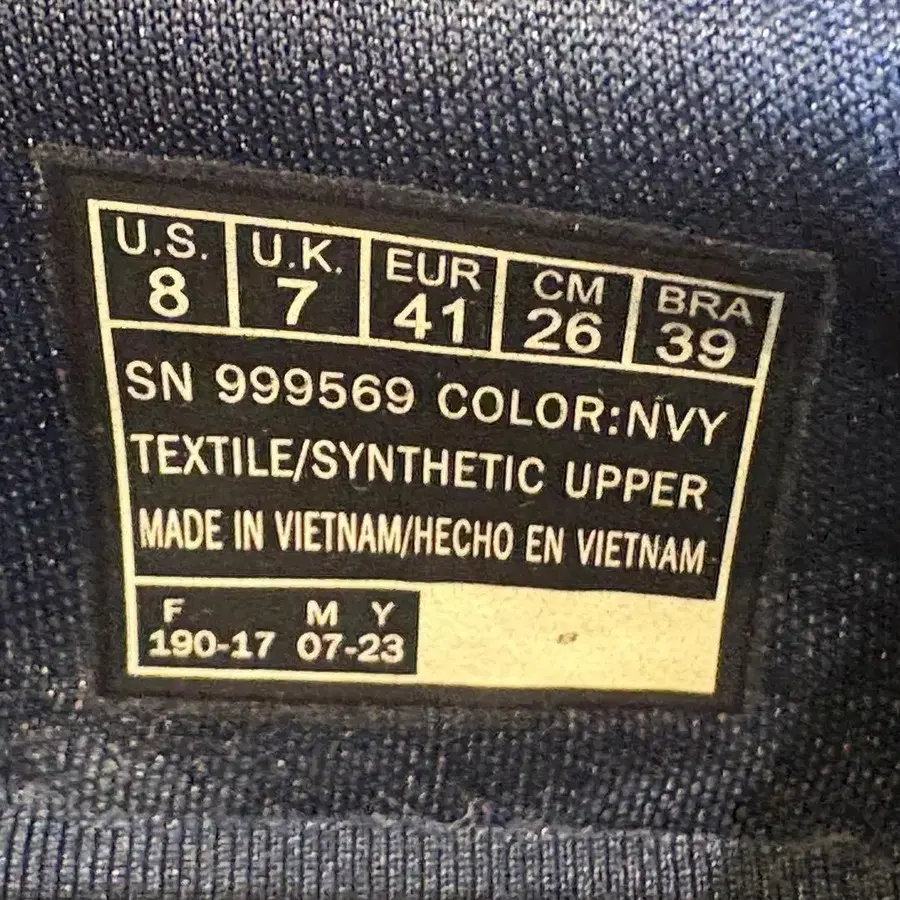 U.S. U.K. EUR CM BRA
8 7 41 26 39
SN 999569 COLOR:NVY
TEXTILE/SYNTHETIC UPPER
MADE IN VIETNAM/HECHO EN VIETNAM
F M Y
190-17 07-23